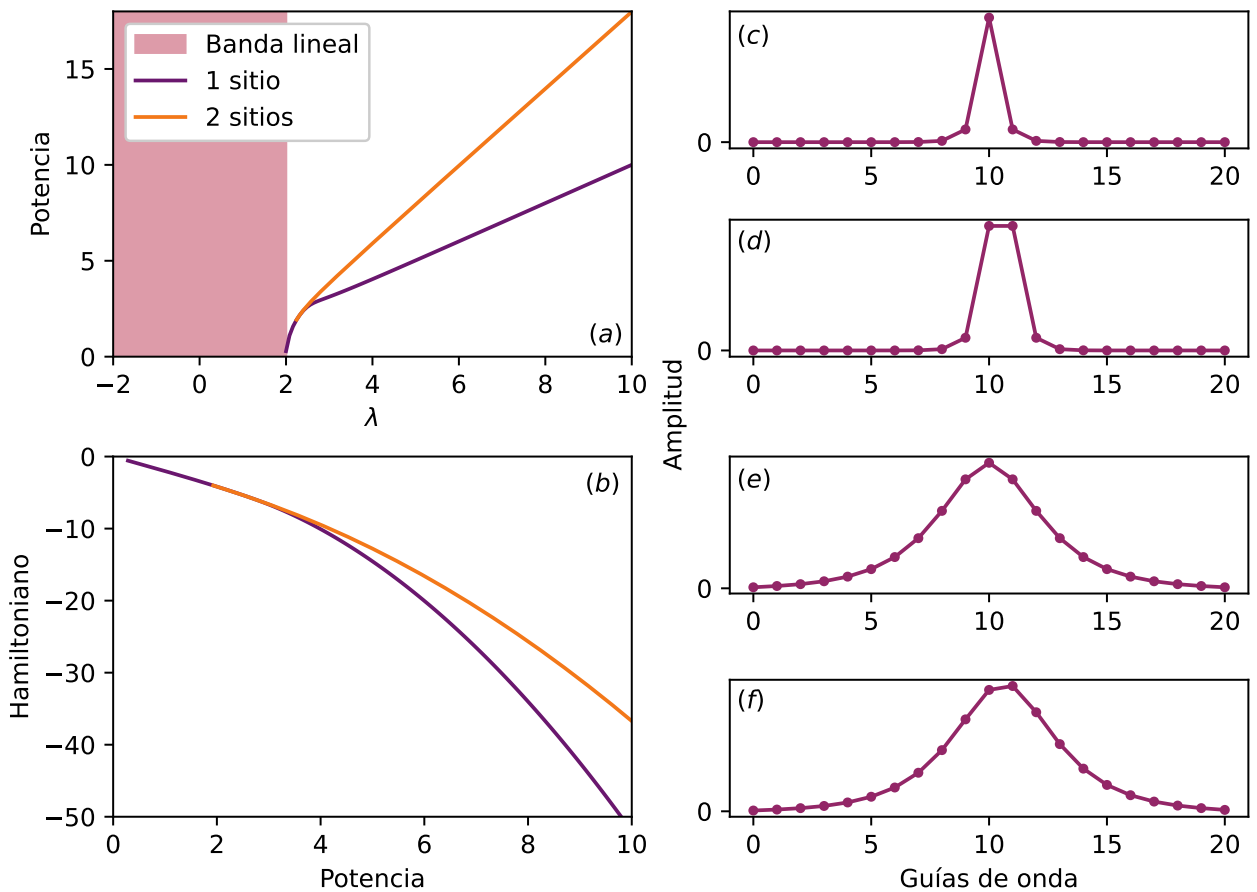 Banda lineal
1 sitio
2 sitios
Potencia
15
10
5
0
−2 0 2 4 6 8 10
λ
(a)
Hamiltoniano
0
−10
−20
−30
−40
−50
0 2 4 6 8 10
Potencia
(b)
Amplitud
(c)
0
0 5 10 15 20
(d)
0
0 5 10 15 20
(e)
0
0 5 10 15 20
(f)
0
0 5 10 15 20
Guías de onda